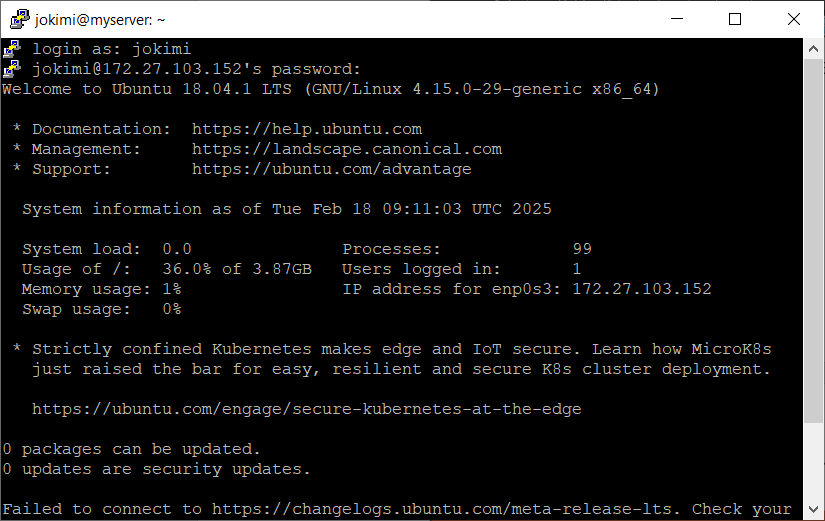 jokimi@myserver: ~
login as: jokimi
jokimi@172.27.103.152's password:
Welcome to Ubuntu 18.04.1 LTS (GNU/Linux 4.15.0-29-generic x86_64)
* Documentation:  https://help.ubuntu.com
* Management:     https://landscape.canonical.com
* Support:        https://ubuntu.com/advantage
System information as of Tue Feb 18 09:11:03 UTC 2025
System load:  0.0               Processes:             99
Usage of /:   36.0% of 3.87GB   Users logged in:       1
Memory usage: 1%                IP address for enp0s3: 172.27.103.152
Swap usage:   0%
* Strictly confined Kubernetes makes edge and IoT secure. Learn how MicroK8s
just raised the bar for easy, resilient and secure K8s cluster deployment.
https://ubuntu.com/engage/secure-kubernetes-at-the-edge
0 packages can be updated.
0 updates are security updates.
Failed to connect to https://changelogs.ubuntu.com/meta-release-lts. Check your